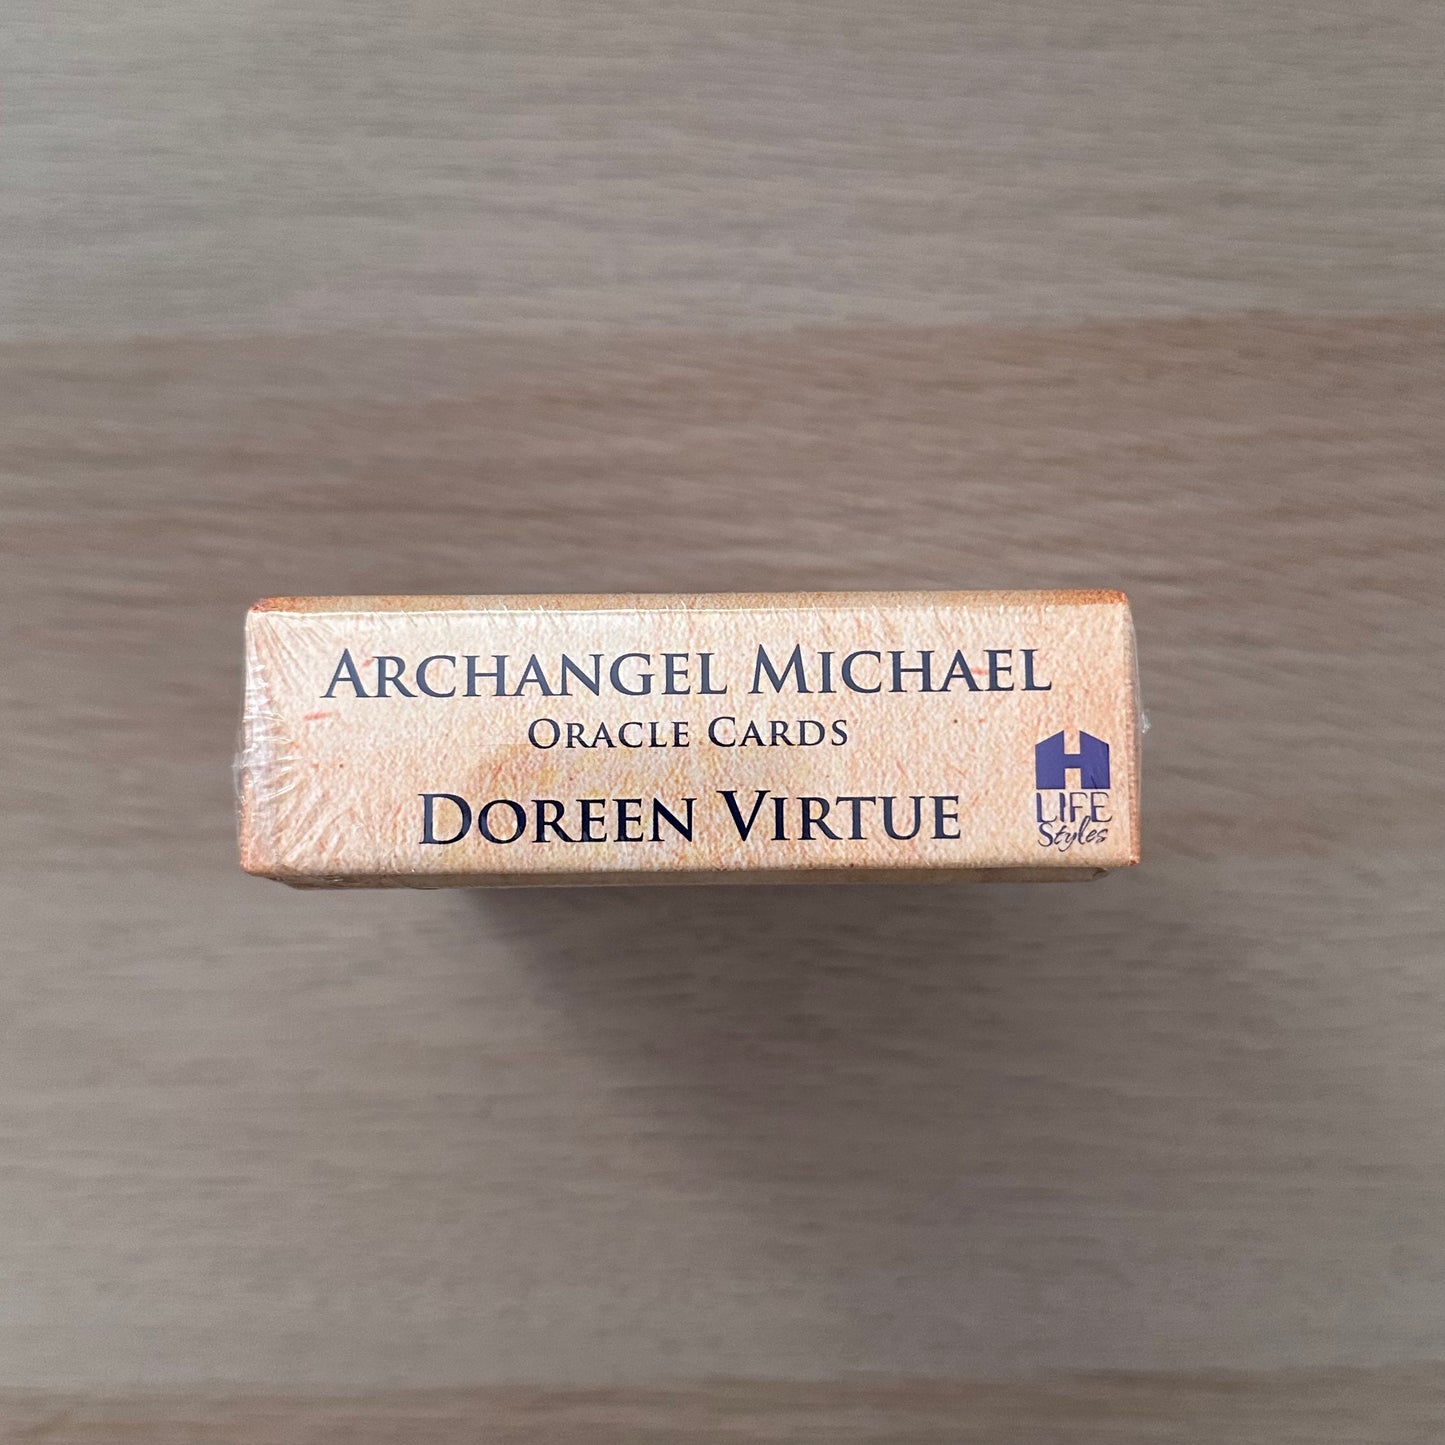 ARCHANGEL MICHAEL
ORACLE CARDS
DOREEN VIRTUE
H
LIFE
Styles